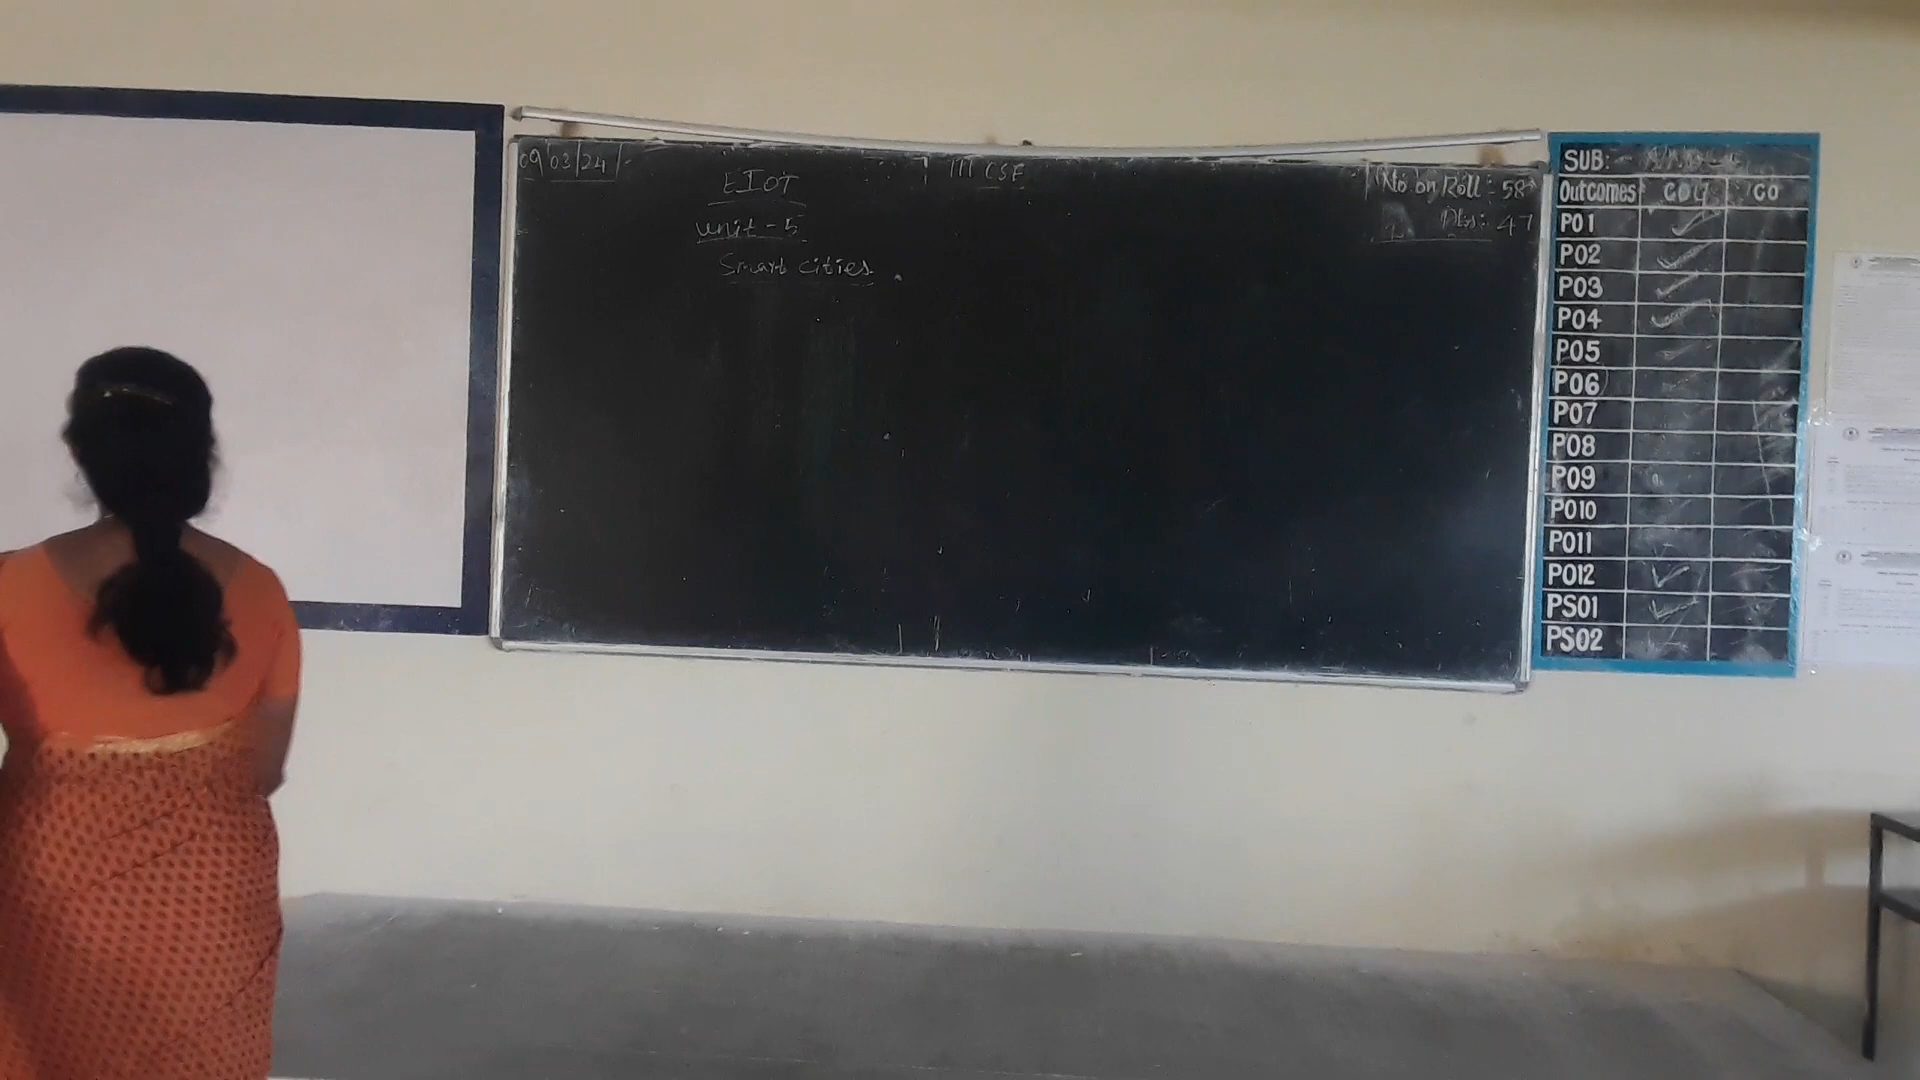 09/03/24
III CSE
EIOT
Unit - 5
Smart cities.
No on Roll: 58
47
SUB:-
Outcomes CO
PO1
PO2
PO3
PO4
PO5
PO6
PO7
PO8
PO9
PO10
PO11
PO12
PSO1
PSO2